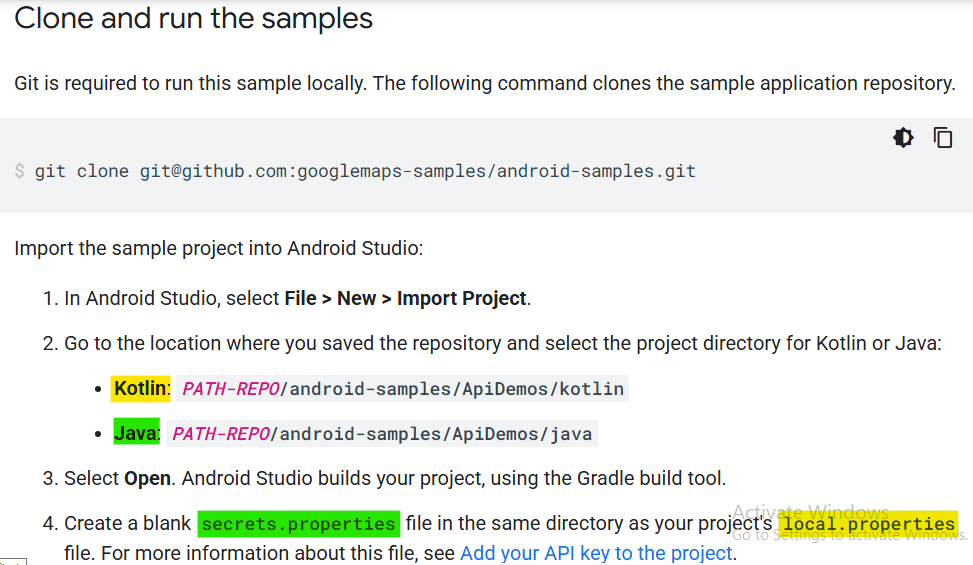 Clone and run the samples
Git is required to run this sample locally. The following command clones the sample application repository.
$ git clone git@github.com:googlemaps-samples/android-samples.git
Import the sample project into Android Studio:
1. In Android Studio, select File > New > Import Project.
2. Go to the location where you saved the repository and select the project directory for Kotlin or Java:
• Kotlin: PATH-REPO/android-samples/ApiDemos/kotlin
• Java: PATH-REPO/android-samples/ApiDemos/java
3. Select Open. Android Studio builds your project, using the Gradle build tool.
4. Create a blank secrets.properties file in the same directory as your project's local.properties
file. For more information about this file, see Add your API key to the project.
Activate Windows
Go to Settings to activate Windows.